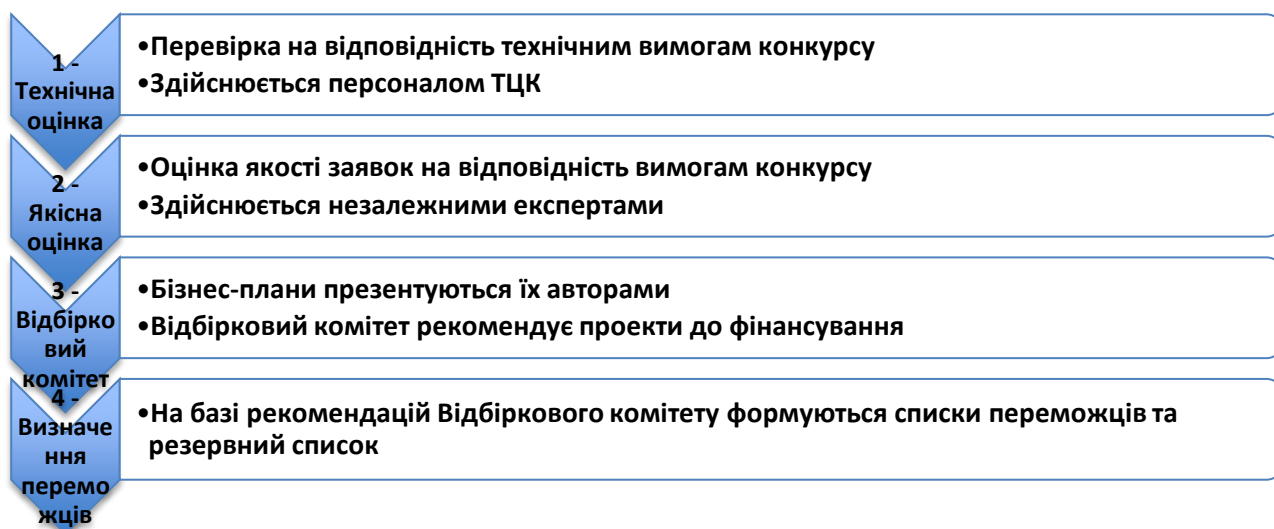 1 -
Технічна
оцінка
•Перевірка на відповідність технічним вимогам конкурсу
•Здійснюється персоналом ТЦК
2 -
Якісна
оцінка
•Оцінка якості заявок на відповідність вимогам конкурсу
•Здійснюється незалежними експертами
3 -
Відбірко
вий
комітет
•Бізнес-плани презентуються їх авторами
•Відбірковий комітет рекомендує проекти до фінансування
4 -
Визначе
ння
перемо
жців
•На базі рекомендацій Відбіркового комітету формуються списки переможців та
резервний список